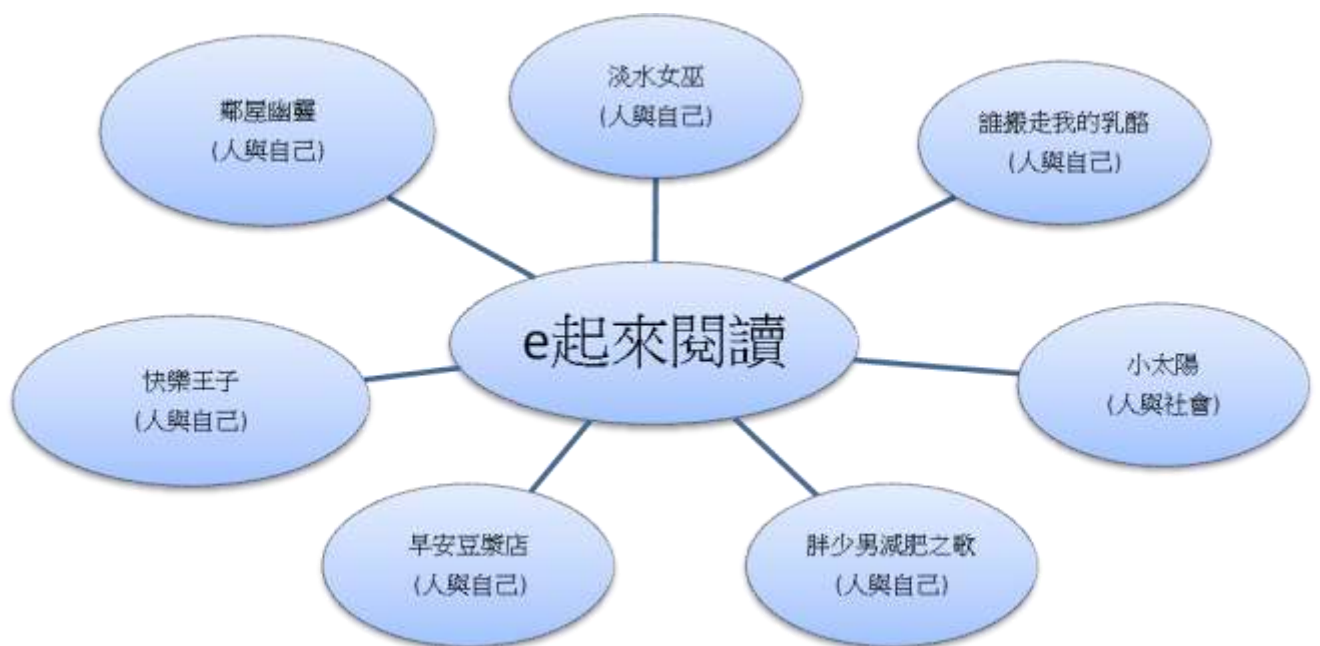 淡水女巫
(人與自己)
鄰屋幽靈
(人與自己)
誰搬走我的乳酪
(人與自己)
e起來閱讀
小太陽
(人與社會)
快樂王子
(人與自己)
早安豆漿店
(人與自己)
胖少男減肥之歌
(人與自己)